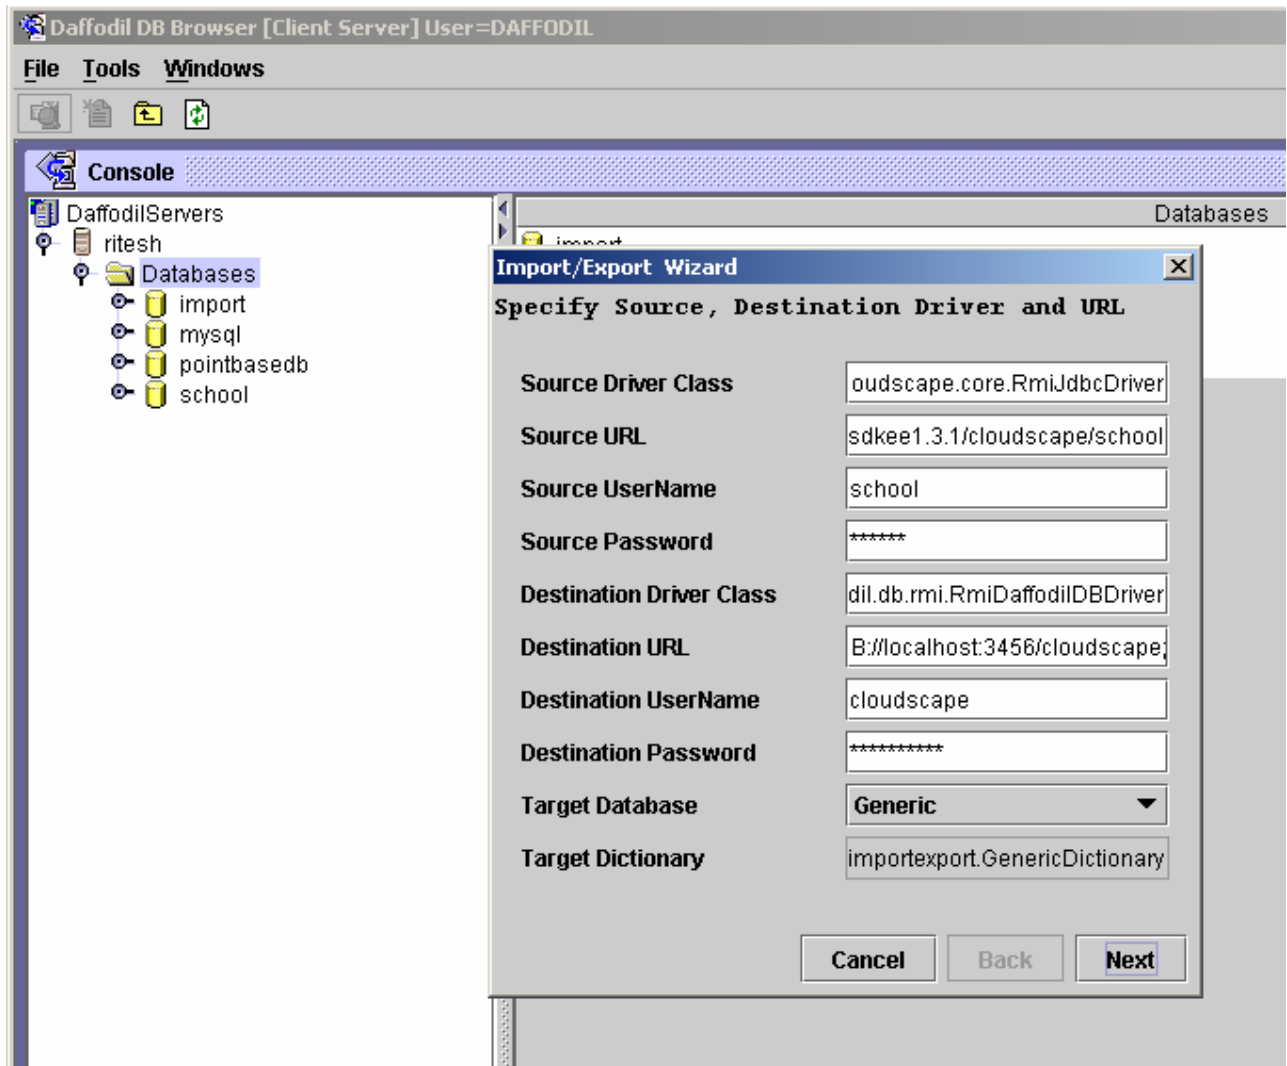 Daffodil DB Browser [Client Server] User=DAFFODIL
File Tools Windows
Console
DaffodilServers
ritesh
Databases
import
mysql
pointbasedb
school
Databases
import
Import/Export Wizard
Specify Source, Destination Driver and URL
Source Driver Class oudscape.core.RmiJdbcDriver
Source URL sdkee1.3.1/cloudscape/school
Source UserName school
Source Password ******
Destination Driver Class dil.db.rmi.RmiDaffodilDBDriver
Destination URL B://localhost:3456/cloudscape;
Destination UserName cloudscape
Destination Password **********
Target Database Generic
Target Dictionary importexport.GenericDictionary
Cancel Back Next